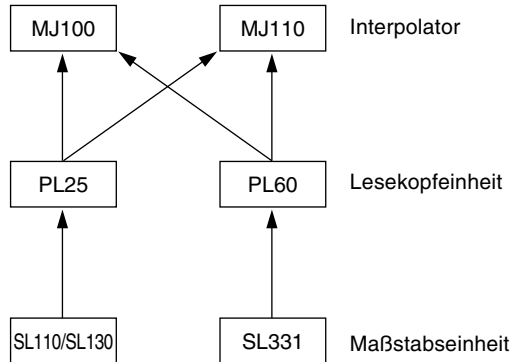 MJ100 MJ110 Interpolator
PL25 PL60 Lesekopfeinheit
SL110/SL130 SL331 Maßstabseinheit